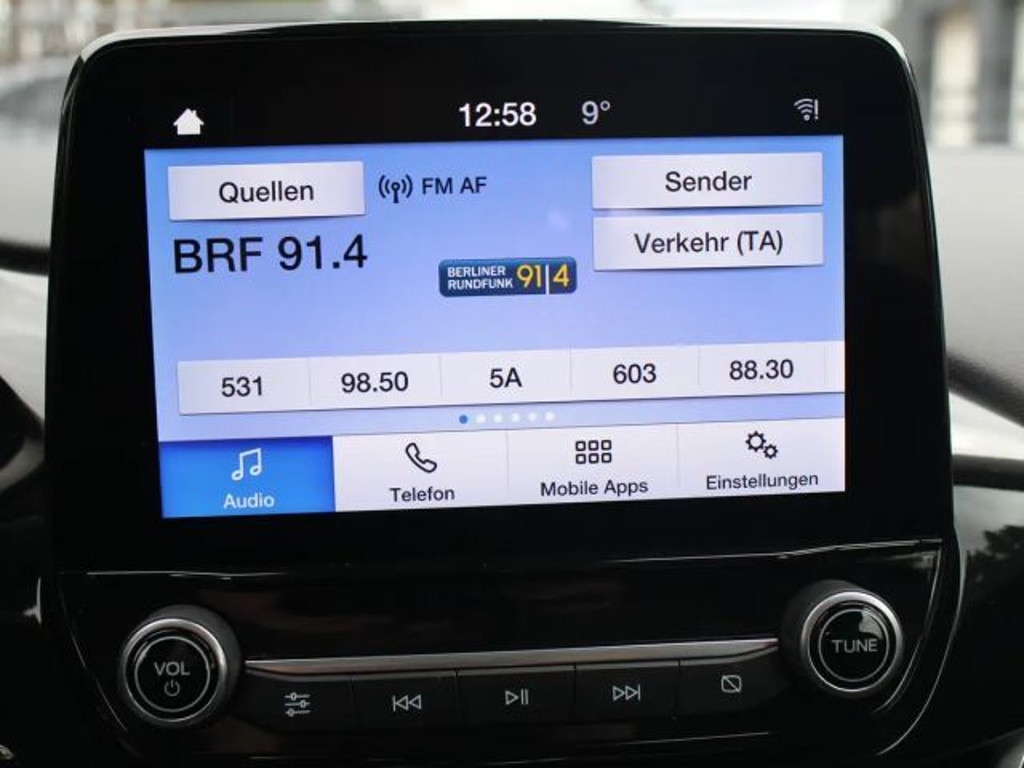 12:58 9°
Quellen FM AF Sender
BRF 91.4 Verkehr (TA)
BERLINER
RUNDFUNK 91|4
531 98.50 5A 603 88.30
Audio Telefon Mobile Apps Einstellungen
VOL TUNE